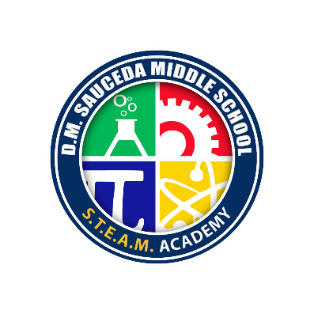 D.M. SAUCEDA MIDDLE SCHOOL
S.T.E.A.M. ACADEMY